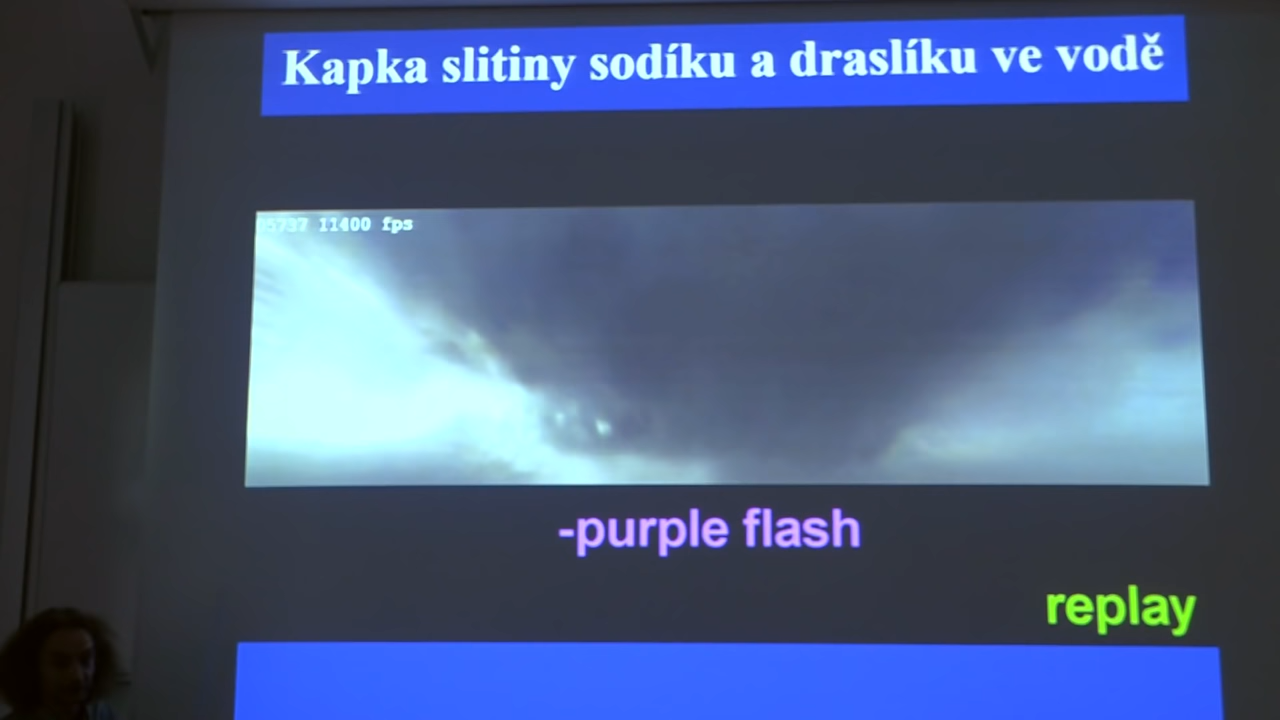 Kapka slitiny sodíku a draslíku ve vodě
11400 fps
-purple flash
replay